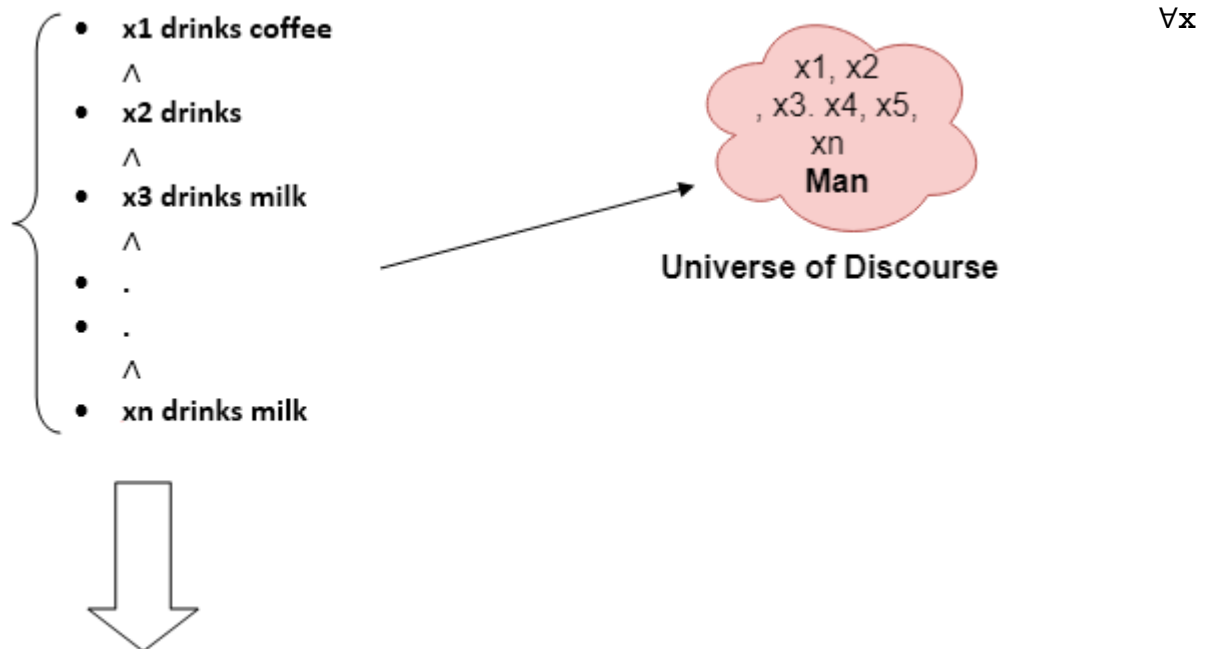 • x1 drinks coffee
∧
• x2 drinks
∧
• x3 drinks milk
∧
• .
• .
∧
• xn drinks milk
x1, x2
, x3. x4, x5,
xn
Man
Universe of Discourse
∀x